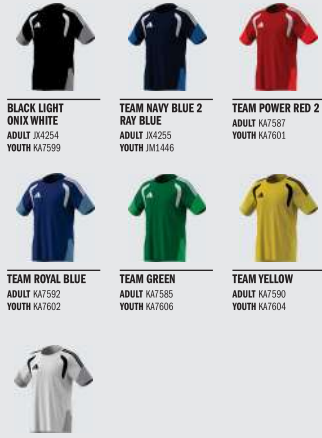 BLACK LIGHT
ONIX WHITE
ADULT JX4254
YOUTH KA7599
TEAM NAVY BLUE 2
RAY BLUE
ADULT JX4255
YOUTH JM1446
TEAM POWER RED 2
ADULT KA7587
YOUTH KA7601
TEAM ROYAL BLUE
ADULT KA7592
YOUTH KA7602
TEAM GREEN
ADULT KA7585
YOUTH KA7606
TEAM YELLOW
ADULT KA7590
YOUTH KA7604